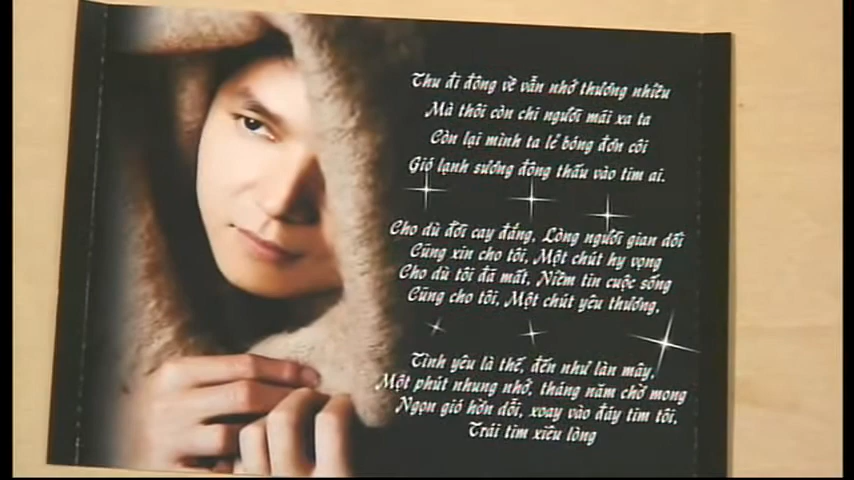 Thu đi đông về vẫn nhớ thương nhiều
Mà thôi còn chi người mãi xa ta
Còn lại mình ta lẻ bóng đơn côi
Gió lạnh sương đông thấu vào tim ai.
Cho dù đời cay đắng, Lòng người gian dối
Cũng xin cho tôi, Một chút hy vọng
Cho dù tôi đã mất, Niềm tin cuộc sống
Cũng cho tôi, Một chút yêu thương,
Tình yêu là thế, đến như làn mây,
Một phút nhung nhớ, tháng năm chờ mong
Ngọn gió hờn dỗi, xoay vào đáy tim tôi,
Trái tim xiêu lòng